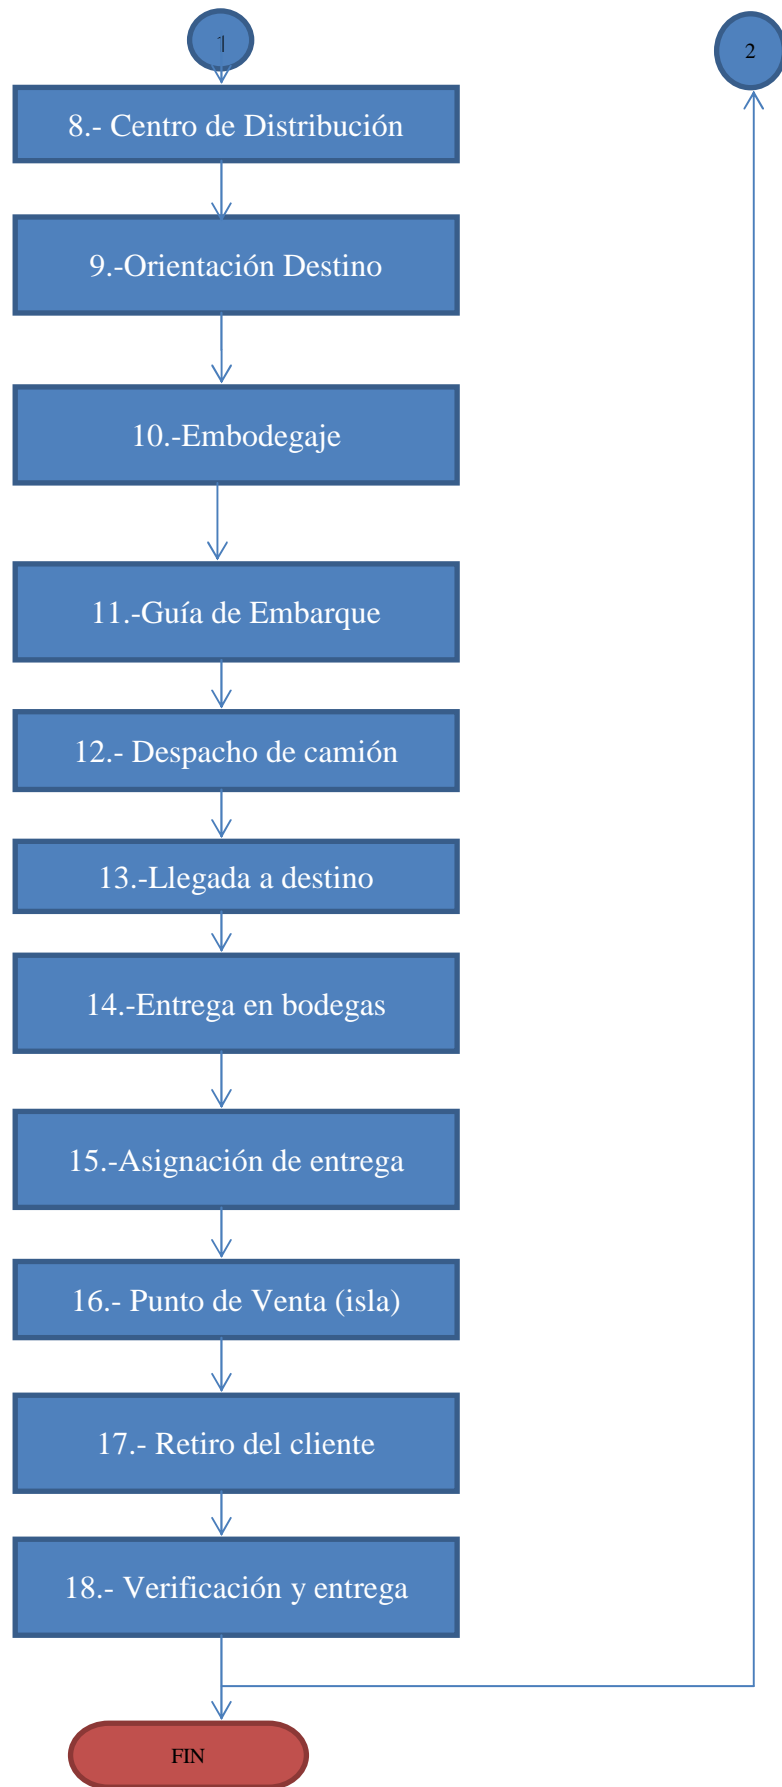 1
2
8.- Centro de Distribución
9.-Orientación Destino
10.-Embodegaje
11.-Guía de Embarque
12.- Despacho de camión
13.-Llegada a destino
14.-Entrega en bodegas
15.-Asignación de entrega
16.- Punto de Venta (isla)
17.- Retiro del cliente
18.- Verificación y entrega
FIN